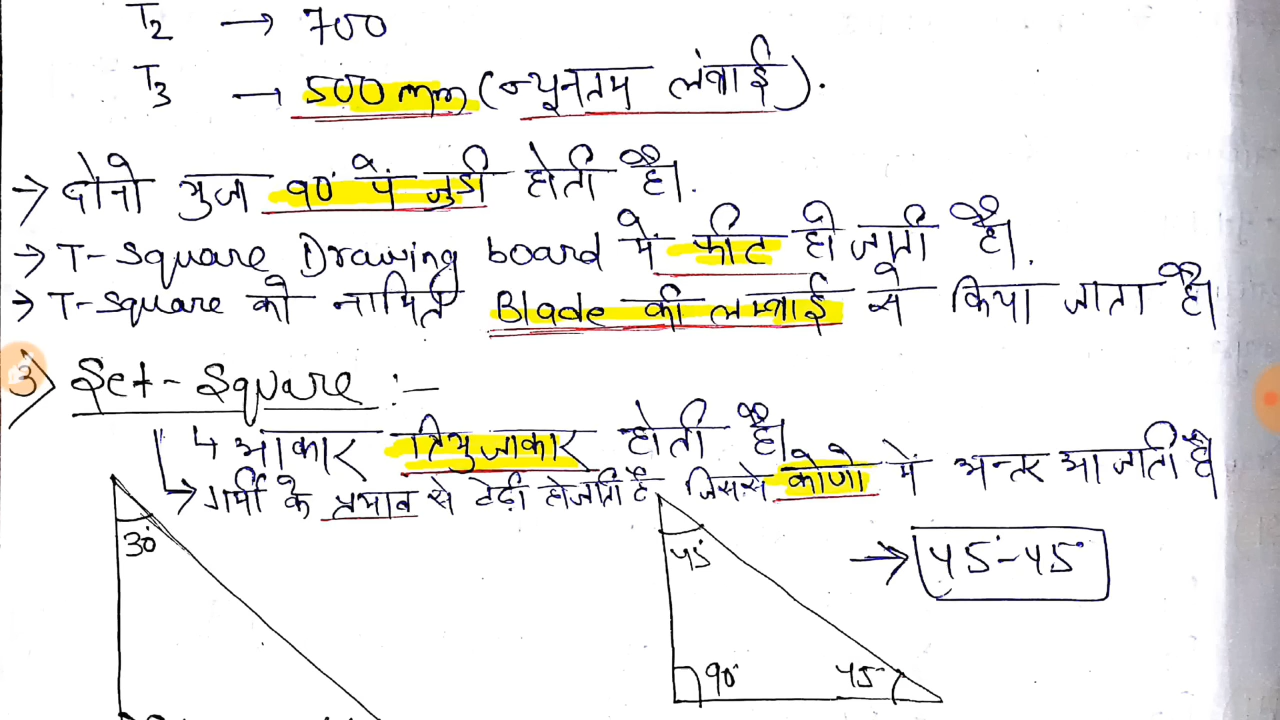 T2 → 700
T3 → 500 mm (न्यूनतम लंबाई).
→ दोनो भुजा 90° पे जुडी होती है।.
→ T-Square Drawing board मे फीट हो जाती है।.
→ T-Square को नामित Blade की लम्बाई से किया जाता है।
3) Set-Square :-
↳ आकार त्रिभुजाकार होती है।
→ गर्मी के प्रभाव से टेढ़ी होजाती है जिससे कोणो में अन्तर आ जाती है
30° 45° → 45°-45°
90° 45°